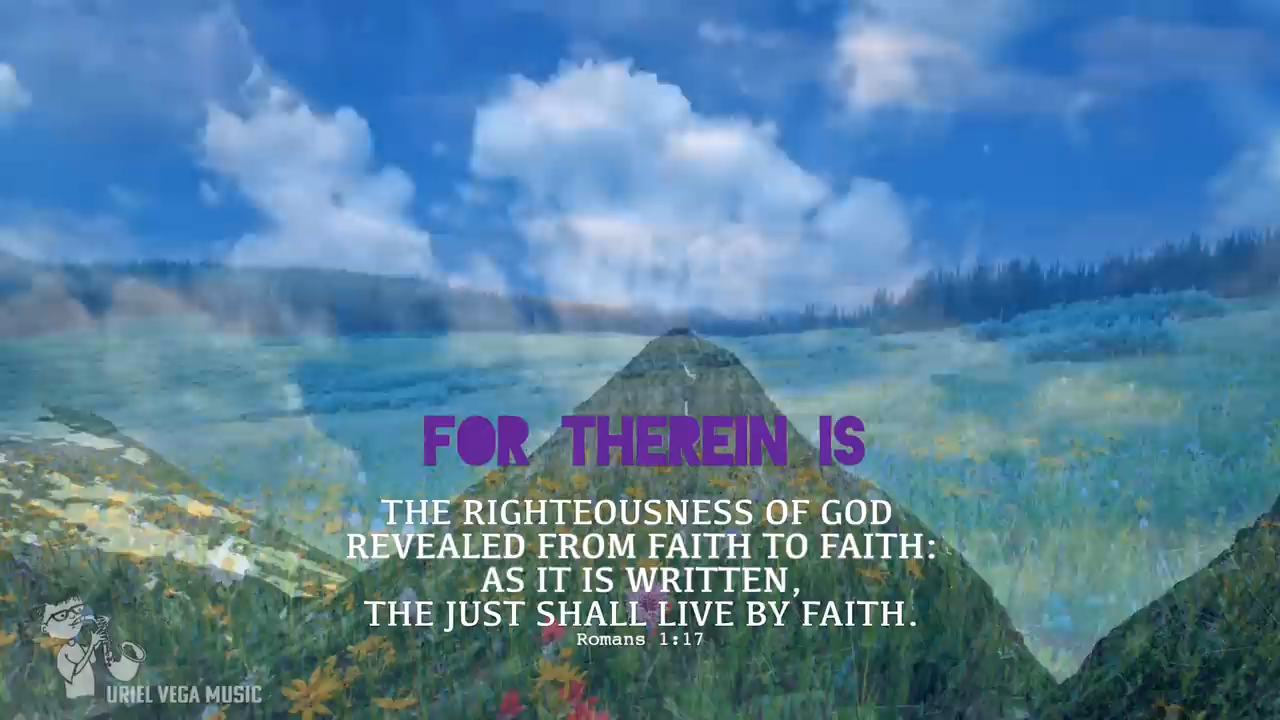 FOR THEREIN IS
THE RIGHTEOUSNESS OF GOD
REVEALED FROM FAITH TO FAITH:
AS IT IS WRITTEN,
THE JUST SHALL LIVE BY FAITH.
Romans 1:17
URIEL VEGA MUSIC